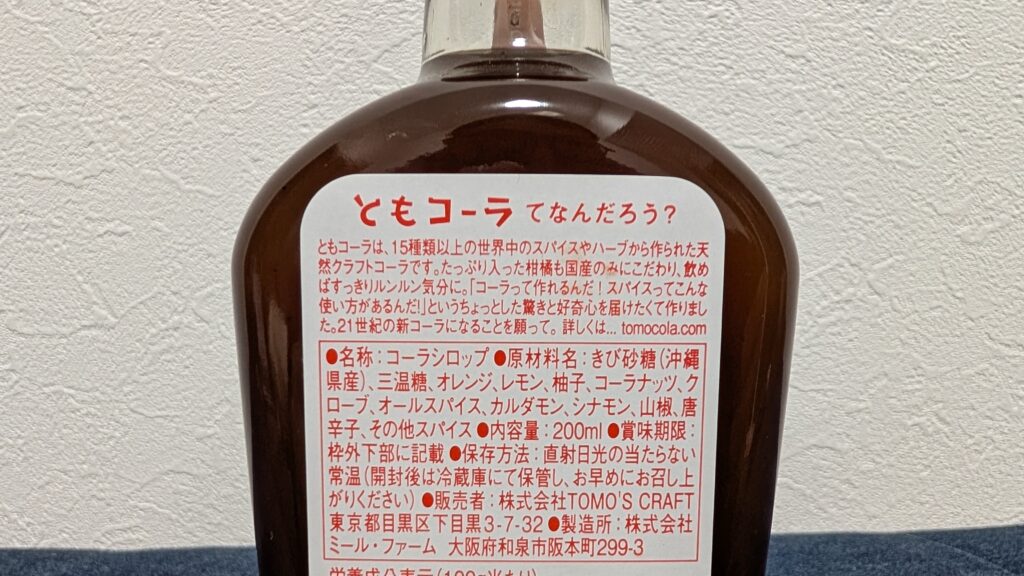 ともコーラ てなんだろう?
ともコーラは、15種類以上の世界中のスパイスやハーブから作られた天
然クラフトコーラです。たっぷり入った柑橘も国産のみにこだわり、飲め
ばすっきりルンルン気分に。「コーラって作れるんだ！スパイスってこんな
使い方があるんだ！」というちょっとした驚きと好奇心を届けたくて作りまし
た。21世紀の新コーラになることを願って。 詳しくは... tomocola.com
●名称：コーラシロップ ●原材料名：きび砂糖（沖縄
県産）、三温糖、オレンジ、レモン、柚子、コーラナッツ、ク
ローブ、オールスパイス、カルダモン、シナモン、山椒、唐
辛子、その他スパイス ●内容量：200ml ●賞味期限：
枠外下部に記載 ●保存方法：直射日光の当たらない
常温（開封後は冷蔵庫にて保管し、お早めにお召し上
がりください） ●販売者：株式会社TOMO'S CRAFT
東京都目黒区下目黒3-7-32 ●製造所：株式会社
ミール・ファーム 大阪府和泉市阪本町299-3
栄養成分表示（100g当たり）